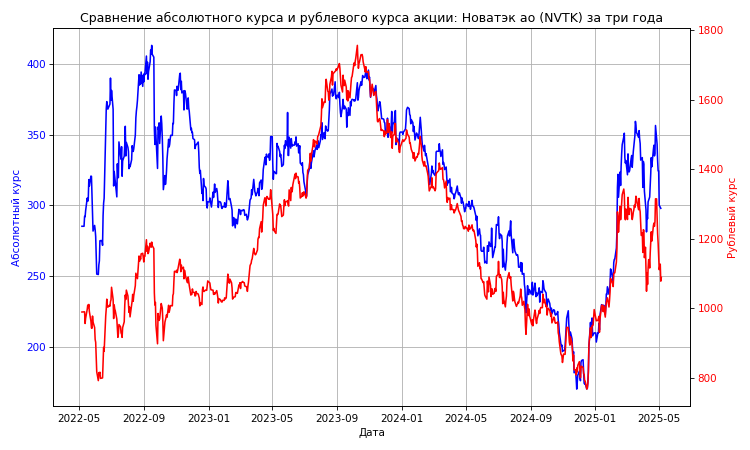 Сравнение абсолютного курса и рублевого курса акции: Новатэк ао (NVTK) за три года
1800
400
1600
350
1400
300
1200
250
1000
200
800
Абсолютный курс
Рублевый курс
2022-05 2022-09 2023-01 2023-05 2023-09 2024-01 2024-05 2024-09 2025-01 2025-05
Дата